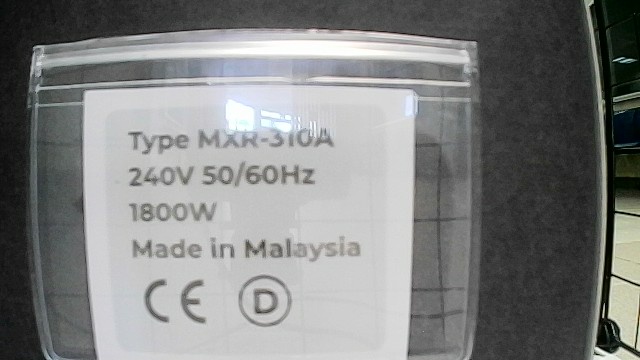 Type MXR-310A
240V 50/60Hz
1800W
Made in Malaysia
CE D